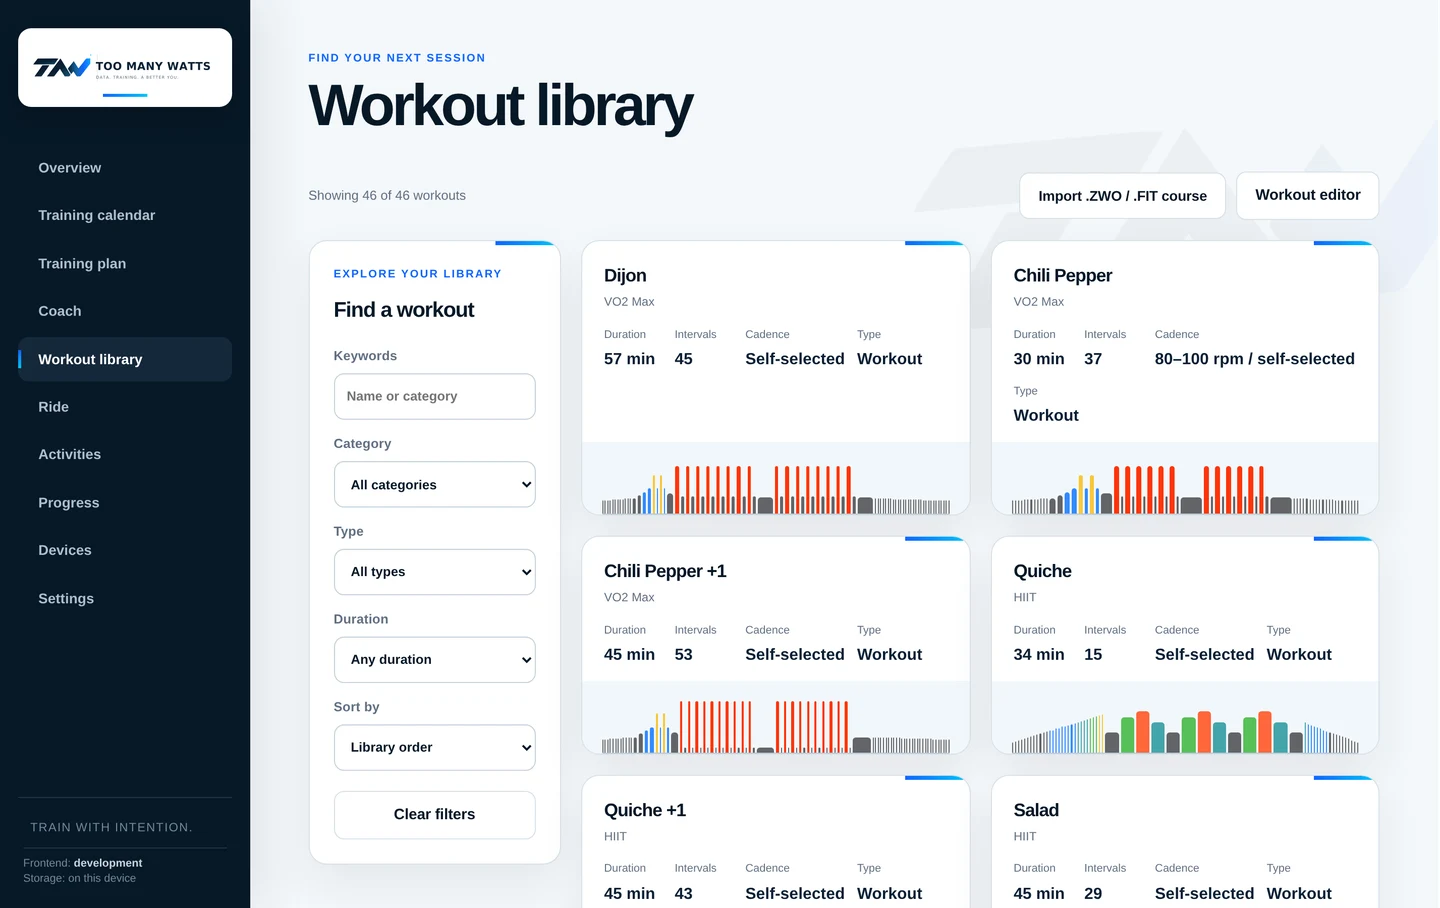 TOO MANY WATTS
DATA. TRAINING. A BETTER YOU.
Overview
Training calendar
Training plan
Coach
Workout library
Ride
Activities
Progress
Devices
Settings
TRAIN WITH INTENTION.
Frontend: development
Storage: on this device
FIND YOUR NEXT SESSION
Workout library
Showing 46 of 46 workouts
Import .ZWO / .FIT course
Workout editor
EXPLORE YOUR LIBRARY
Find a workout
Keywords
Name or category
Category
All categories
Type
All types
Duration
Any duration
Sort by
Library order
Clear filters
Dijon
VO2 Max
Duration Intervals Cadence Type
57 min 45 Self-selected Workout
Chili Pepper
VO2 Max
Duration Intervals Cadence
30 min 37 80–100 rpm / self-selected
Type
Workout
Chili Pepper +1
VO2 Max
Duration Intervals Cadence Type
45 min 53 Self-selected Workout
Quiche
HIIT
Duration Intervals Cadence Type
34 min 15 Self-selected Workout
Quiche +1
HIIT
Duration Intervals Cadence Type
45 min 43 Self-selected Workout
Salad
HIIT
Duration Intervals Cadence Type
45 min 29 Self-selected Workout